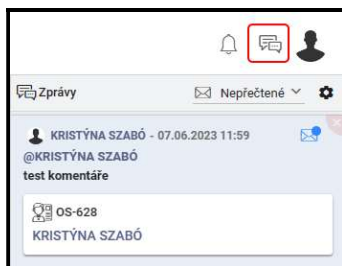 Zprávy
Nepřečtené
KRISTÝNA SZABÓ - 07.06.2023 11:59
@KRISTÝNA SZABÓ
test komentáře
OS-628
KRISTÝNA SZABÓ